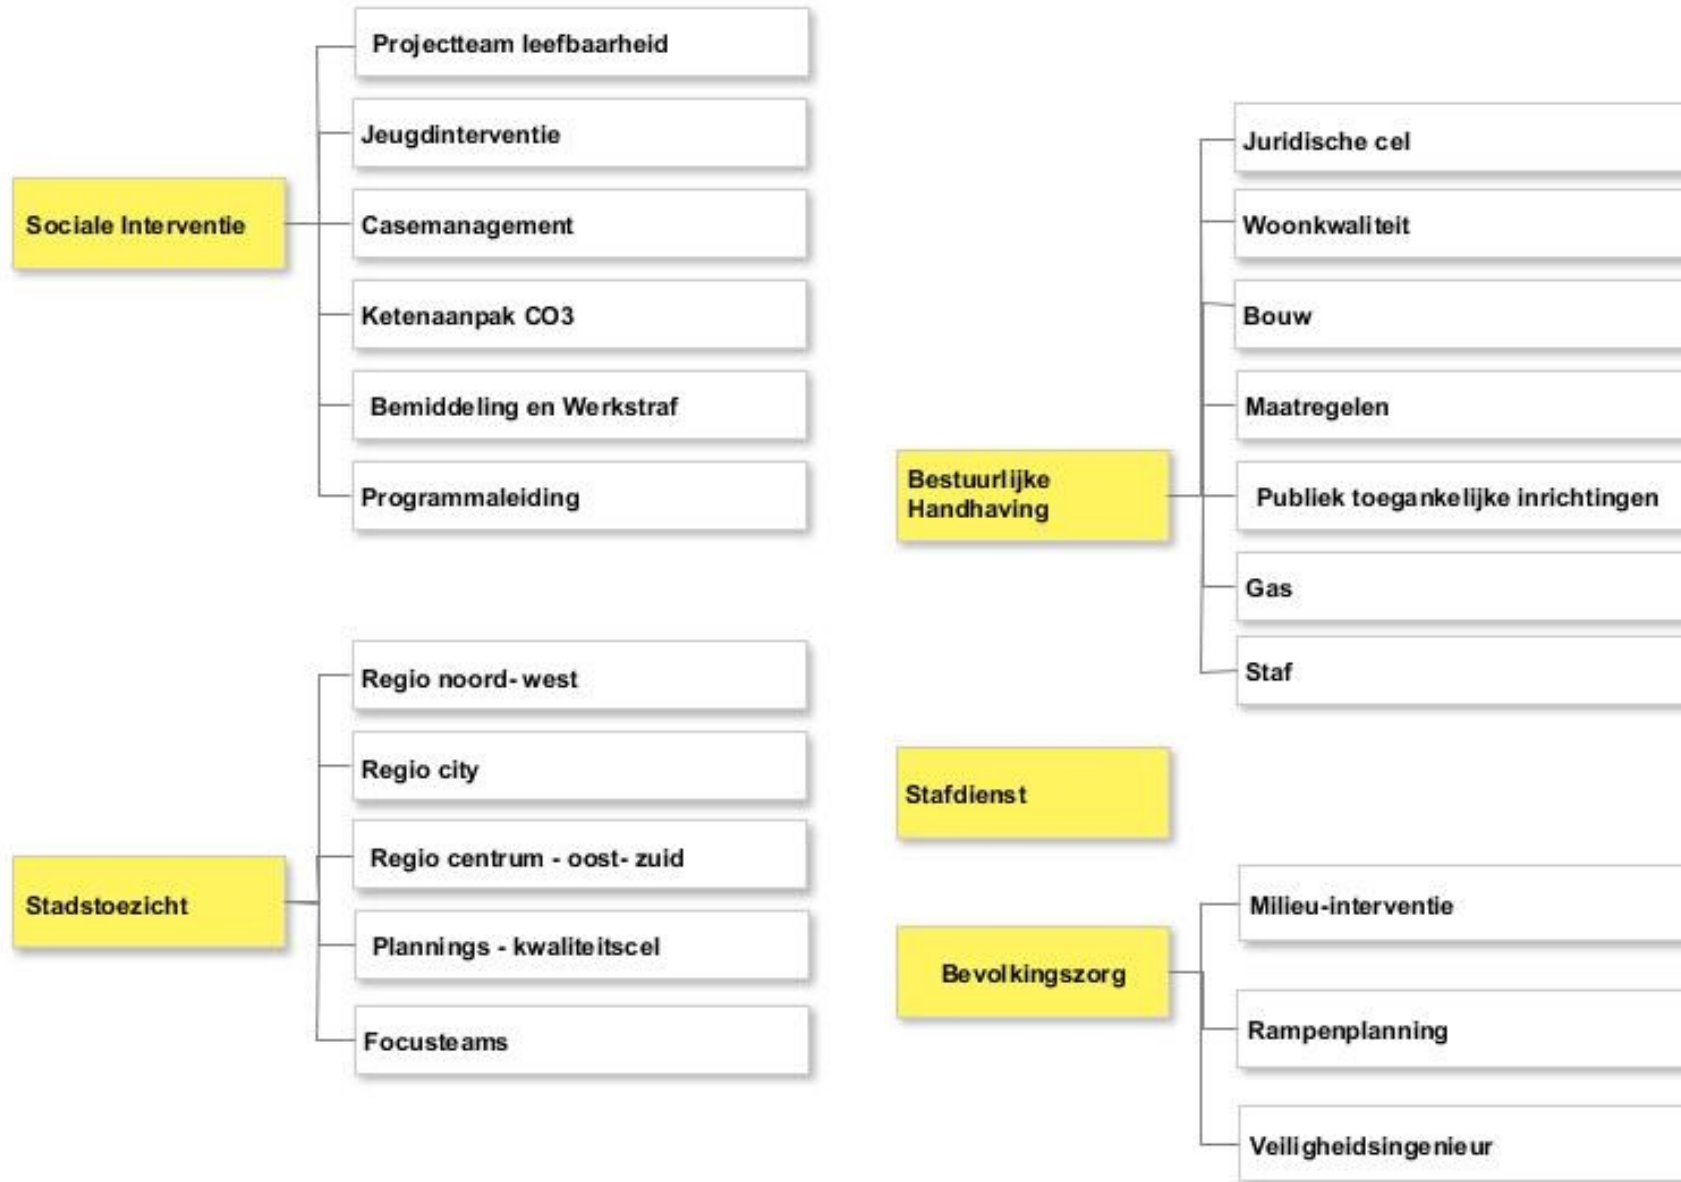 Sociale Interventie
Projectteam leefbaarheid
Jeugdinterventie
Casemanagement
Ketenaanpak CO3
Bemiddeling en Werkstraf
Programmaleiding
Stadstoezicht
Regio noord-west
Regio city
Regio centrum - oost- zuid
Plannings - kwaliteitscel
Focusteams
Bestuurlijke
Handhaving
Juridische cel
Woonkwaliteit
Bouw
Maatregelen
Publiek toegankelijke inrichtingen
Gas
Staf
Stafdienst
Bevolkingszorg
Milieu-interventie
Rampenplanning
Veiligheidsingenieur